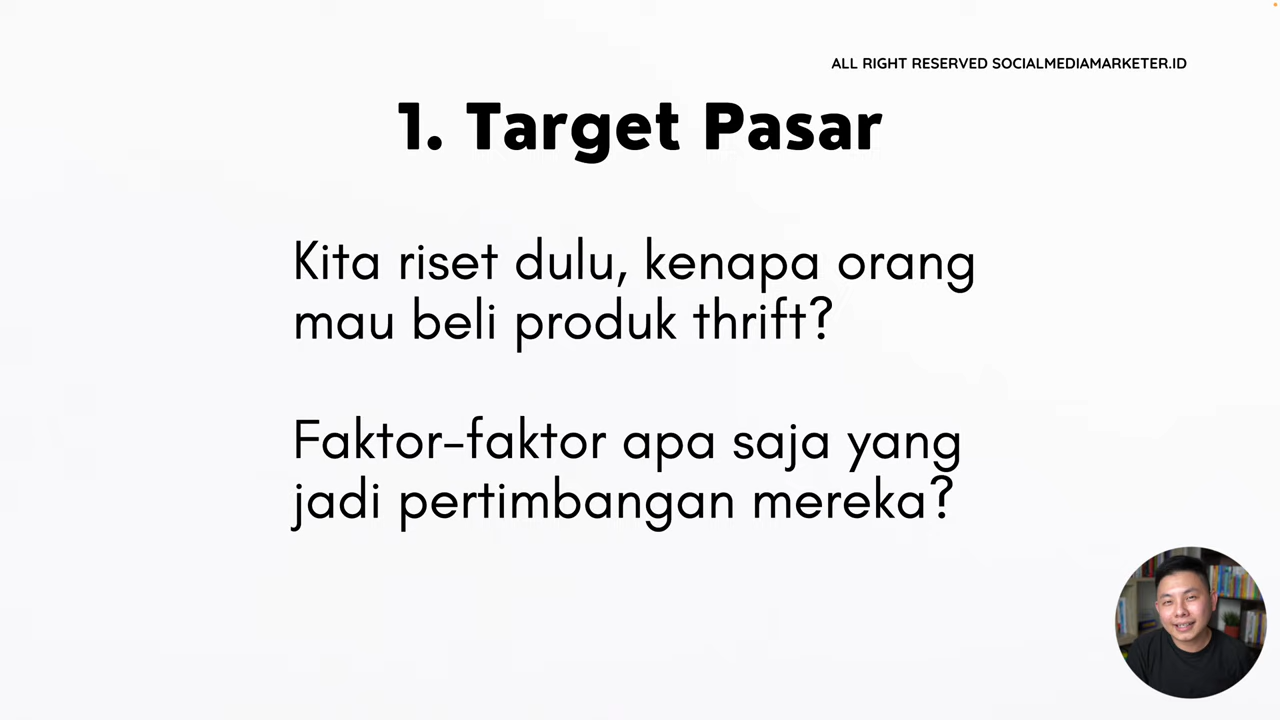 ALL RIGHT RESERVED SOCIALMEDIAMARKETER.ID
1. Target Pasar
Kita riset dulu, kenapa orang
mau beli produk thrift?
Faktor-faktor apa saja yang
jadi pertimbangan mereka?